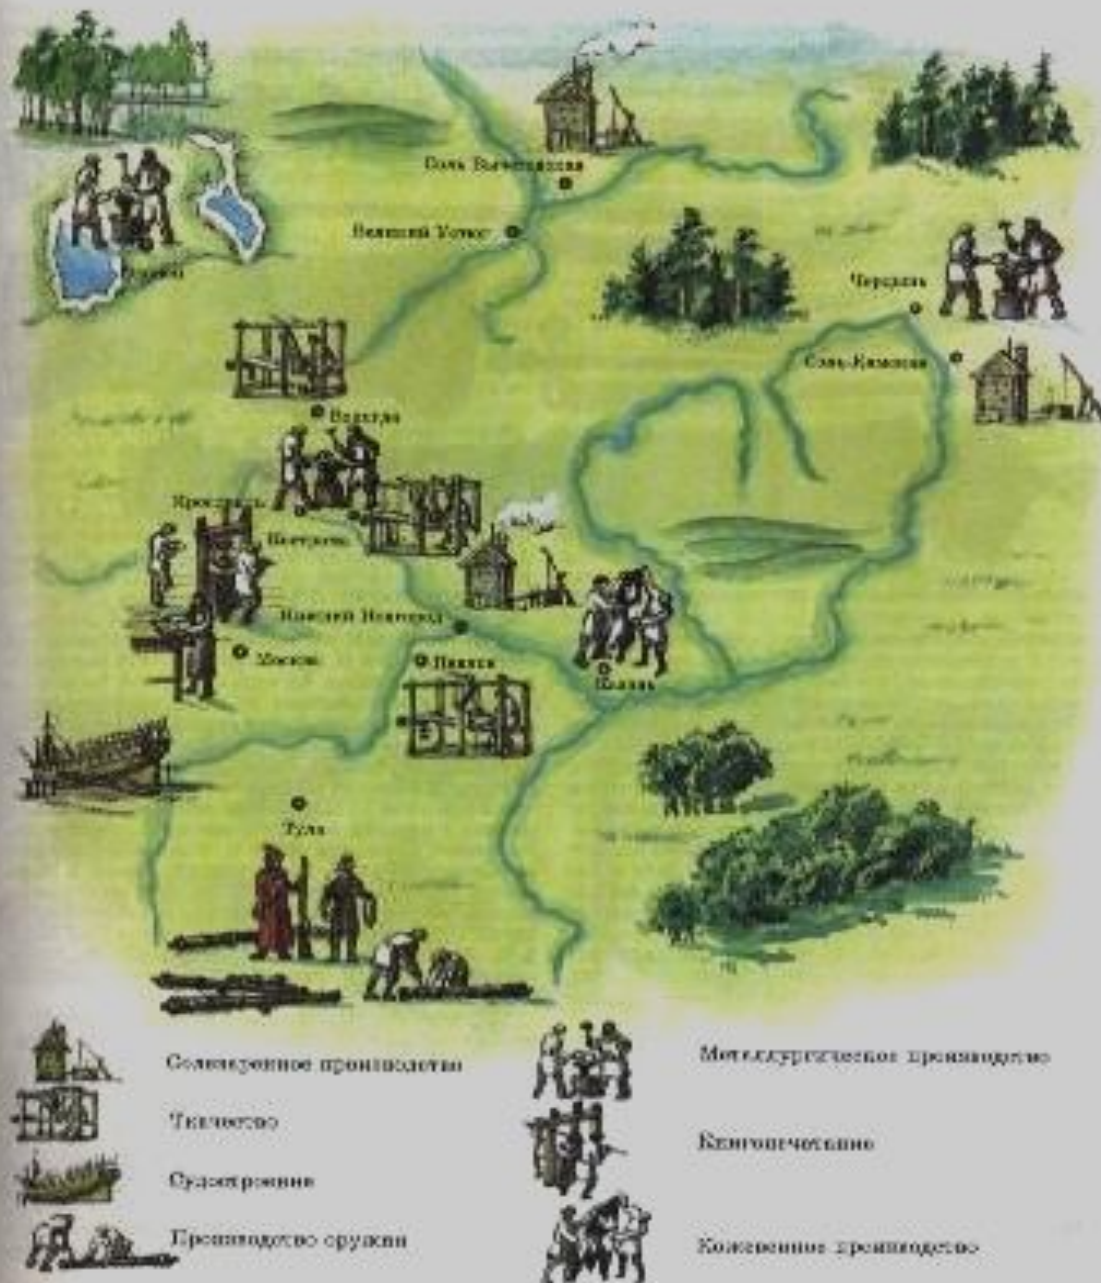 Соль Вычегодская
Великий Устюг
Чердынь
Соль-Камская
Вологда
Ярославль
Кострома
Нижний Новгород
Москва
Казань
Тула
Солеваренное производство
Ткачество
Судостроение
Производство оружия
Металлургическое производство
Книгопечатание
Кожевенное производство